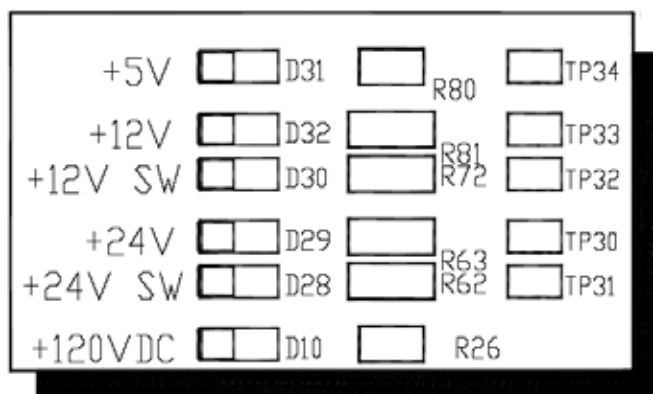 +5V D31 R80 TP34
+12V D32 R81 TP33
+12V SW D30 R72 TP32
+24V D29 R63 TP30
+24V SW D28 R62 TP31
+120VDC D10 R26